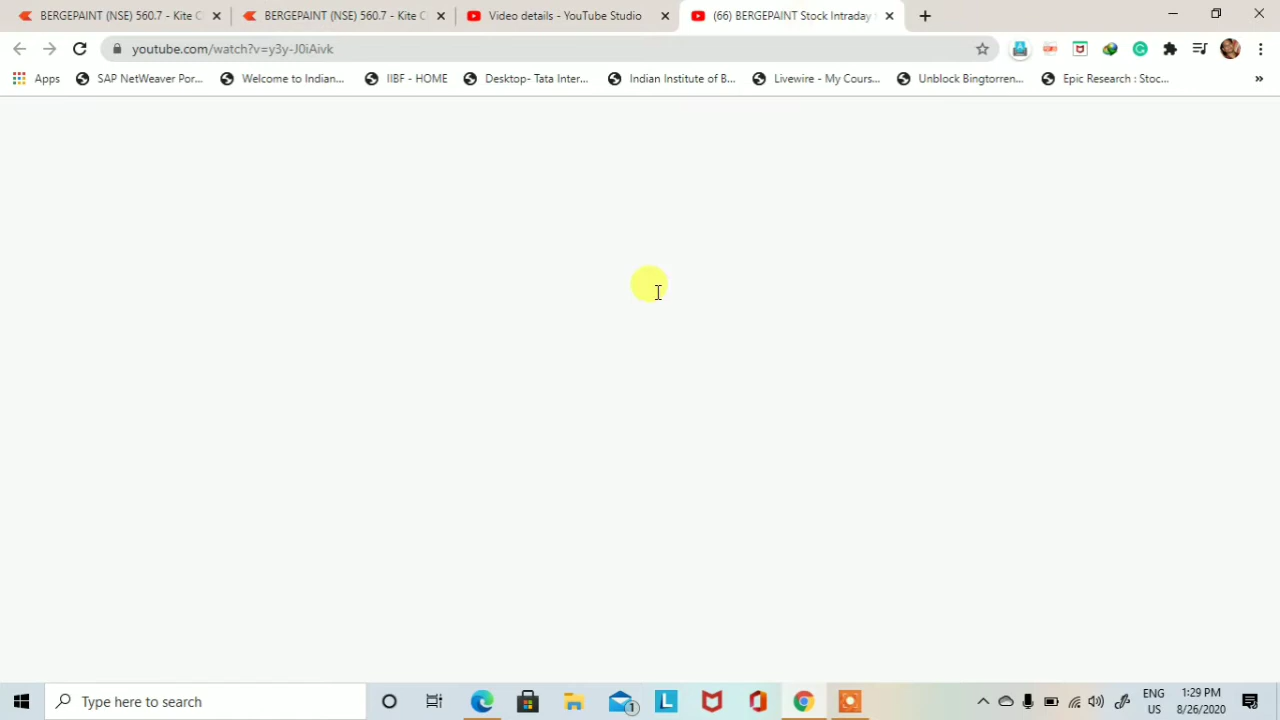 BERGEPAINT (NSE) 560.7 - Kite C
BERGEPAINT (NSE) 560.7 - Kite C
Video details - YouTube Studio
(66) BERGEPAINT Stock Intraday
youtube.com/watch?v=y3y-J0iAivk
Apps
SAP NetWeaver Por...
Welcome to Indian...
IIBF - HOME
Desktop- Tata Inter...
Indian Institute of B...
Livewire - My Cours...
Unblock Bingtorren...
Epic Research : Stoc...
»
Type here to search
L
1
ENG
US
1:29 PM
8/26/2020